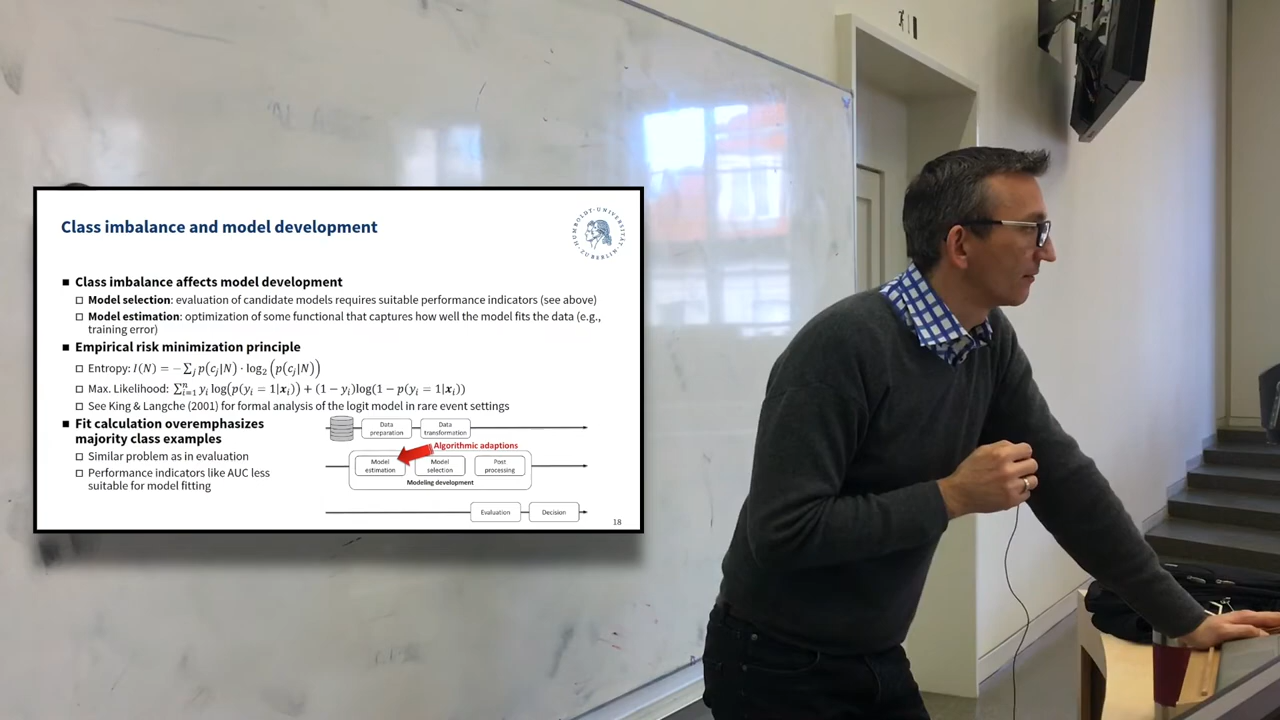 Class imbalance and model development
HUMBOLDT-UNIVERSITÄT ZU BERLIN
■ Class imbalance affects model development
□ Model selection: evaluation of candidate models requires suitable performance indicators (see above)
□ Model estimation: optimization of some functional that captures how well the model fits the data (e.g.,
training error)
■ Empirical risk minimization principle
□ Entropy: I(N) = −∑ⱼ p(cⱼ|N) · log₂ (p(cⱼ|N))
□ Max. Likelihood: ∑ⁿᵢ₌₁ yᵢ log(p(yᵢ = 1|𝒙ᵢ)) + (1 − yᵢ)log(1 − p(yᵢ = 1|𝒙ᵢ))
□ See King & Langche (2001) for formal analysis of the logit model in rare event settings
■ Fit calculation overemphasizes
majority class examples
□ Similar problem as in evaluation
□ Performance indicators like AUC less
suitable for model fitting
Data
preparation
Data
transformation
Algorithmic adaptions
Model
estimation
Model
selection
Post
processing
Modeling development
Evaluation
Decision
18